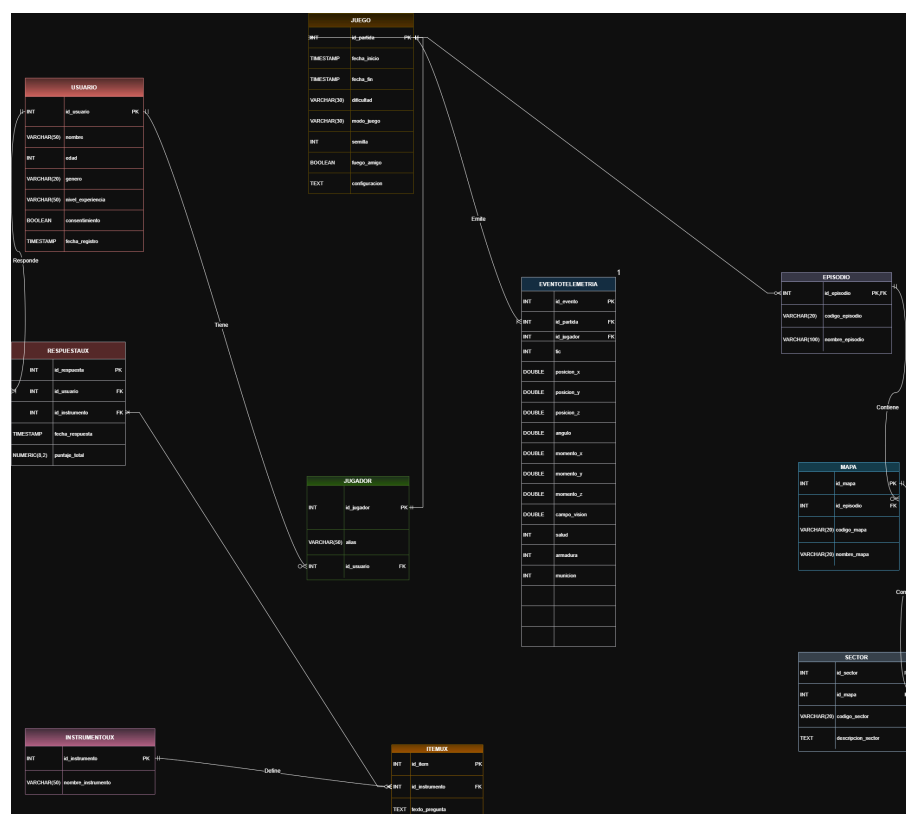 JUEGO
INT id_partida PK
TIMESTAMP fecha_inicio
TIMESTAMP fecha_fin
VARCHAR(30) dificultad
VARCHAR(30) modo_juego
INT semilla
BOOLEAN fuego_amigo
TEXT configuracion
USUARIO
INT id_usuario PK
VARCHAR(50) nombre
INT edad
VARCHAR(20) genero
VARCHAR(50) nivel_experiencia
BOOLEAN consentimiento
TIMESTAMP fecha_registro
Responde
Emite
Tiene
1
EVENTOTELEMETRIA
INT id_evento PK
INT id_partida FK
INT id_jugador FK
INT tic
DOUBLE posicion_x
DOUBLE posicion_y
DOUBLE posicion_z
DOUBLE angulo
DOUBLE momento_x
DOUBLE momento_y
DOUBLE momento_z
DOUBLE campo_vision
INT salud
INT armadura
INT municion
EPISODIO
INT id_episodio PK,FK
VARCHAR(20) codigo_episodio
VARCHAR(100) nombre_episodio
Contiene
RESPUESTAUX
INT id_respuesta PK
INT id_usuario FK
INT id_instrumento FK
TIMESTAMP fecha_respuesta
NUMERIC(8,2) puntaje_total
MAPA
INT id_mapa PK
INT id_episodio FK
VARCHAR(20) codigo_mapa
VARCHAR(20) nombre_mapa
Con
JUGADOR
INT id_jugador PK
VARCHAR(50) alias
INT id_usuario FK
SECTOR
INT id_sector
INT id_mapa
VARCHAR(20) codigo_sector
TEXT descripcion_sector
INSTRUMENTOUX
INT id_instrumento PK
VARCHAR(50) nombre_instrumento
Define
ITEMUX
INT id_item PK
INT id_instrumento FK
TEXT texto_pregunta